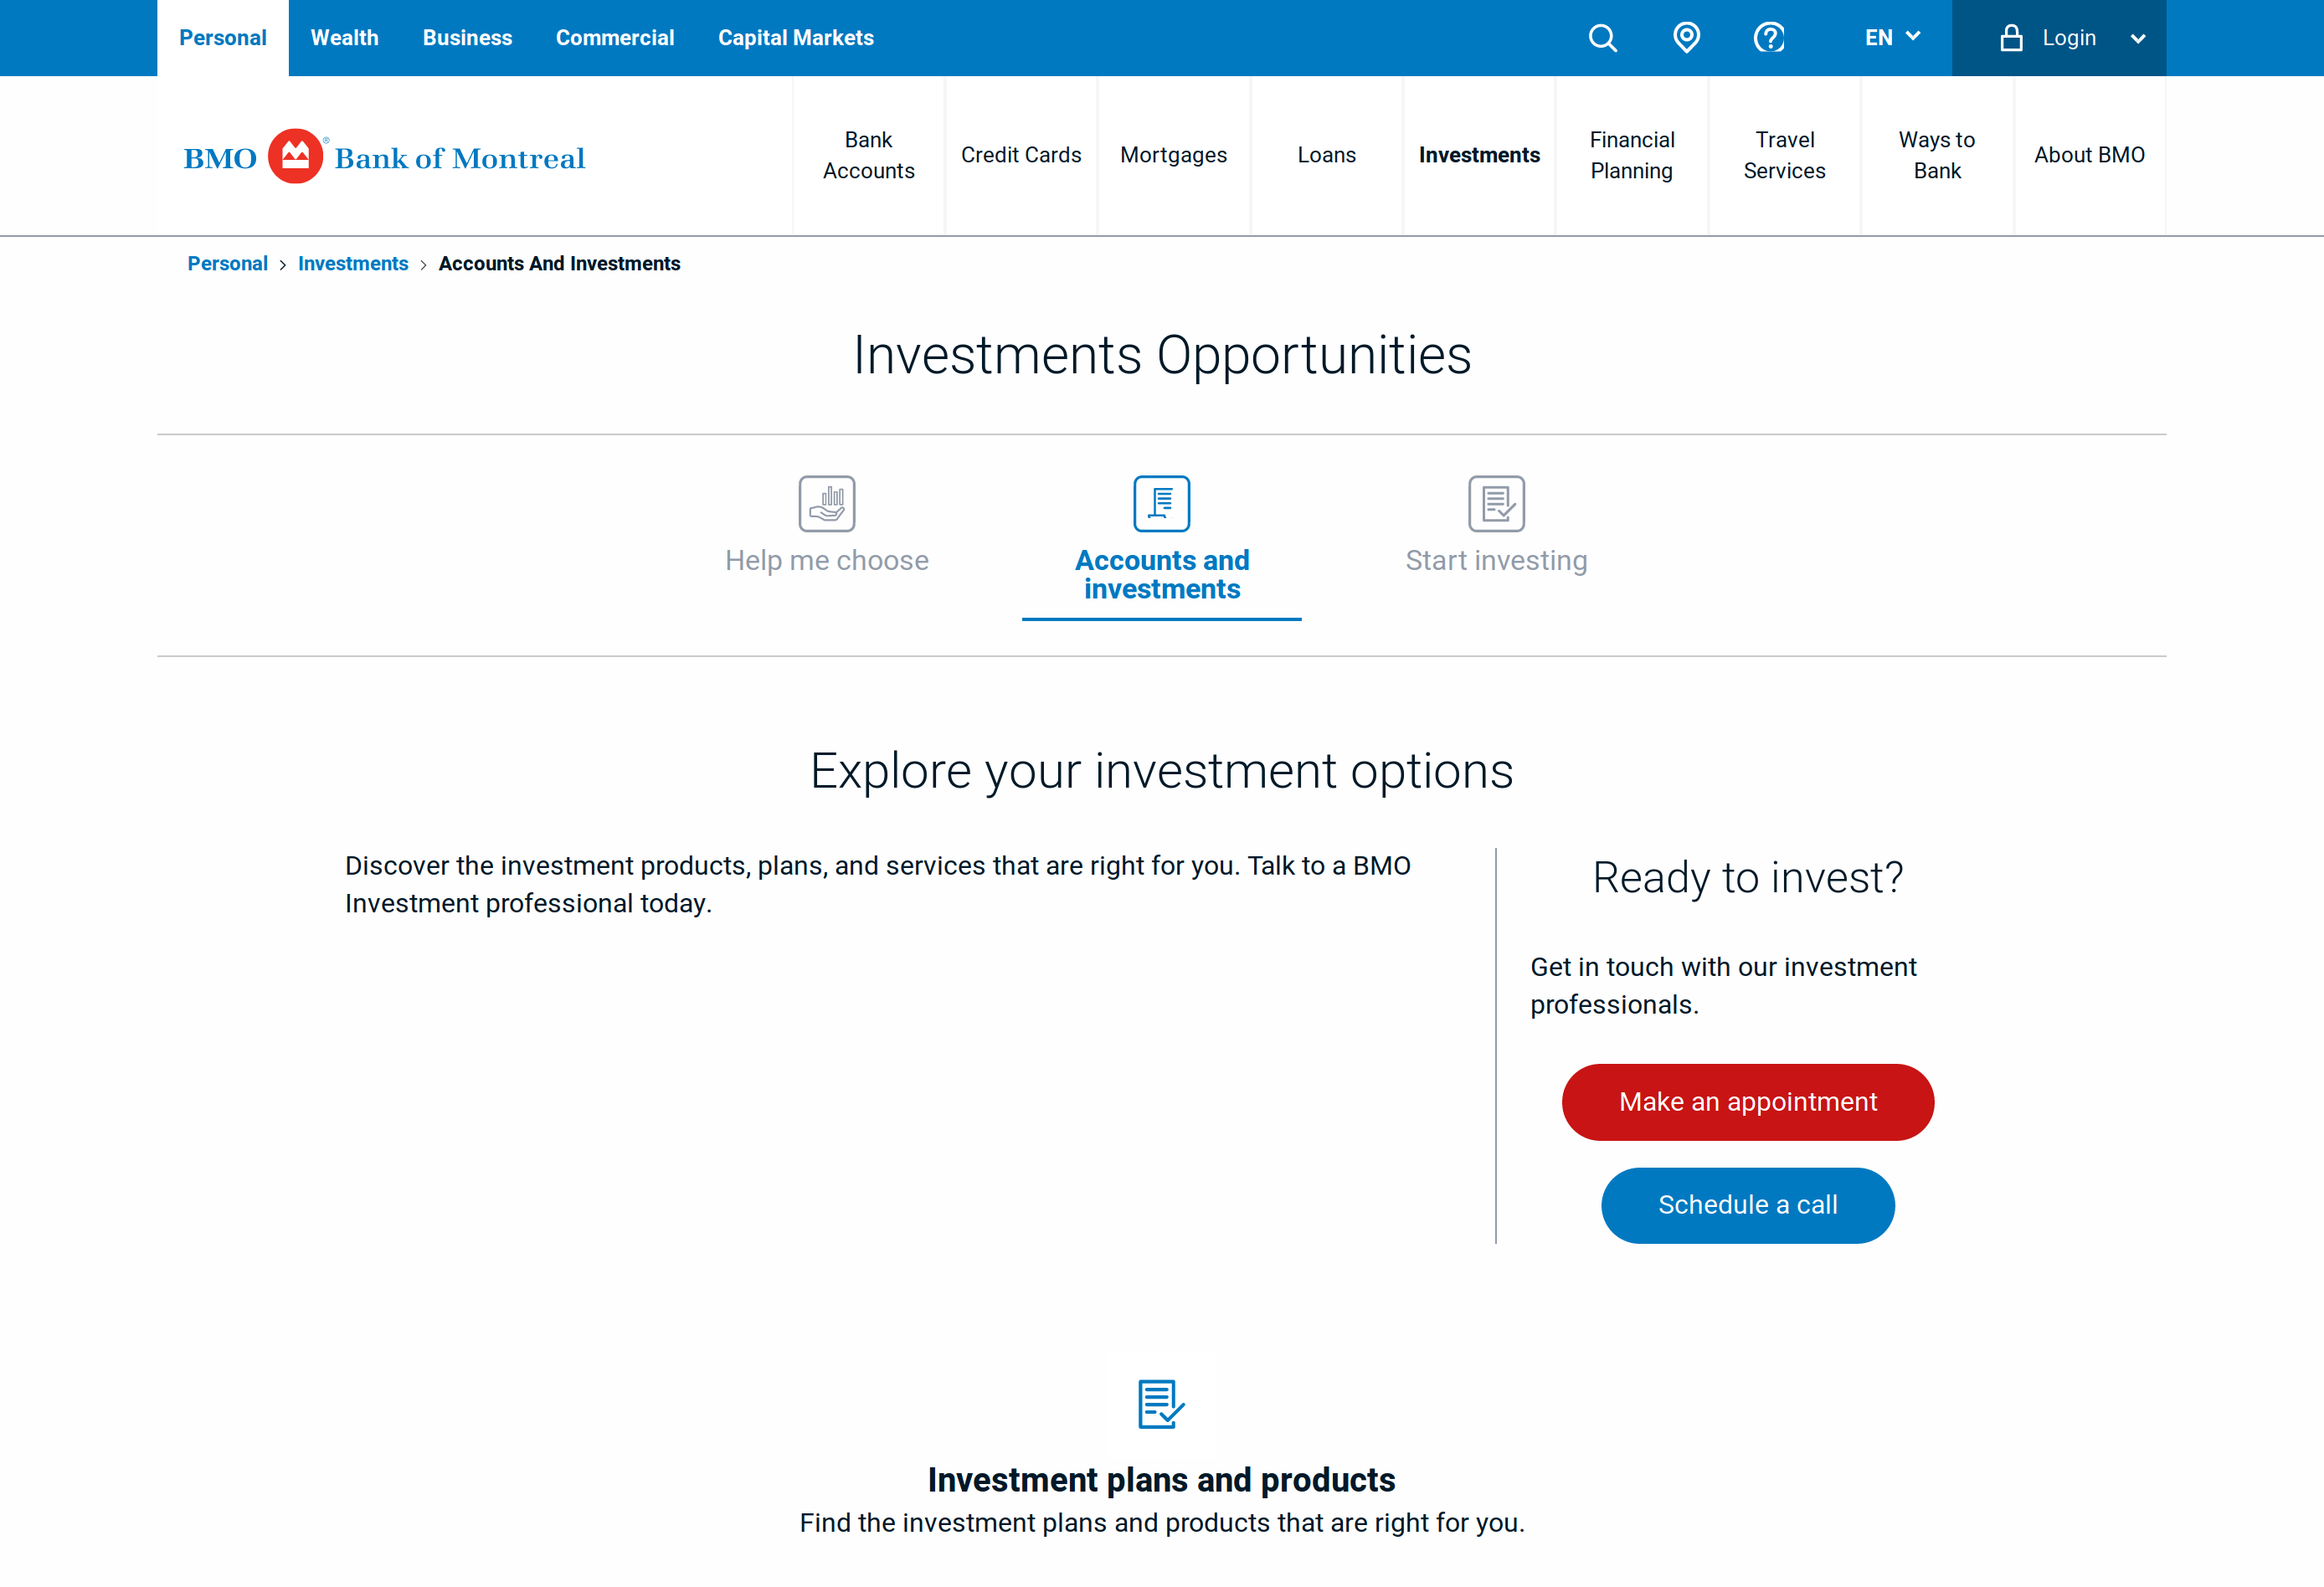 Personal Wealth Business Commercial Capital Markets EN Login
BMO ® Bank of Montreal
Bank Accounts
Credit Cards
Mortgages
Loans
Investments
Financial Planning
Travel Services
Ways to Bank
About BMO
Personal > Investments > Accounts And Investments
Investments Opportunities
Help me choose
Accounts and
investments
Start investing
Explore your investment options
Discover the investment products, plans, and services that are right for you. Talk to a BMO
Investment professional today.
Ready to invest?
Get in touch with our investment
professionals.
Make an appointment
Schedule a call
Investment plans and products
Find the investment plans and products that are right for you.